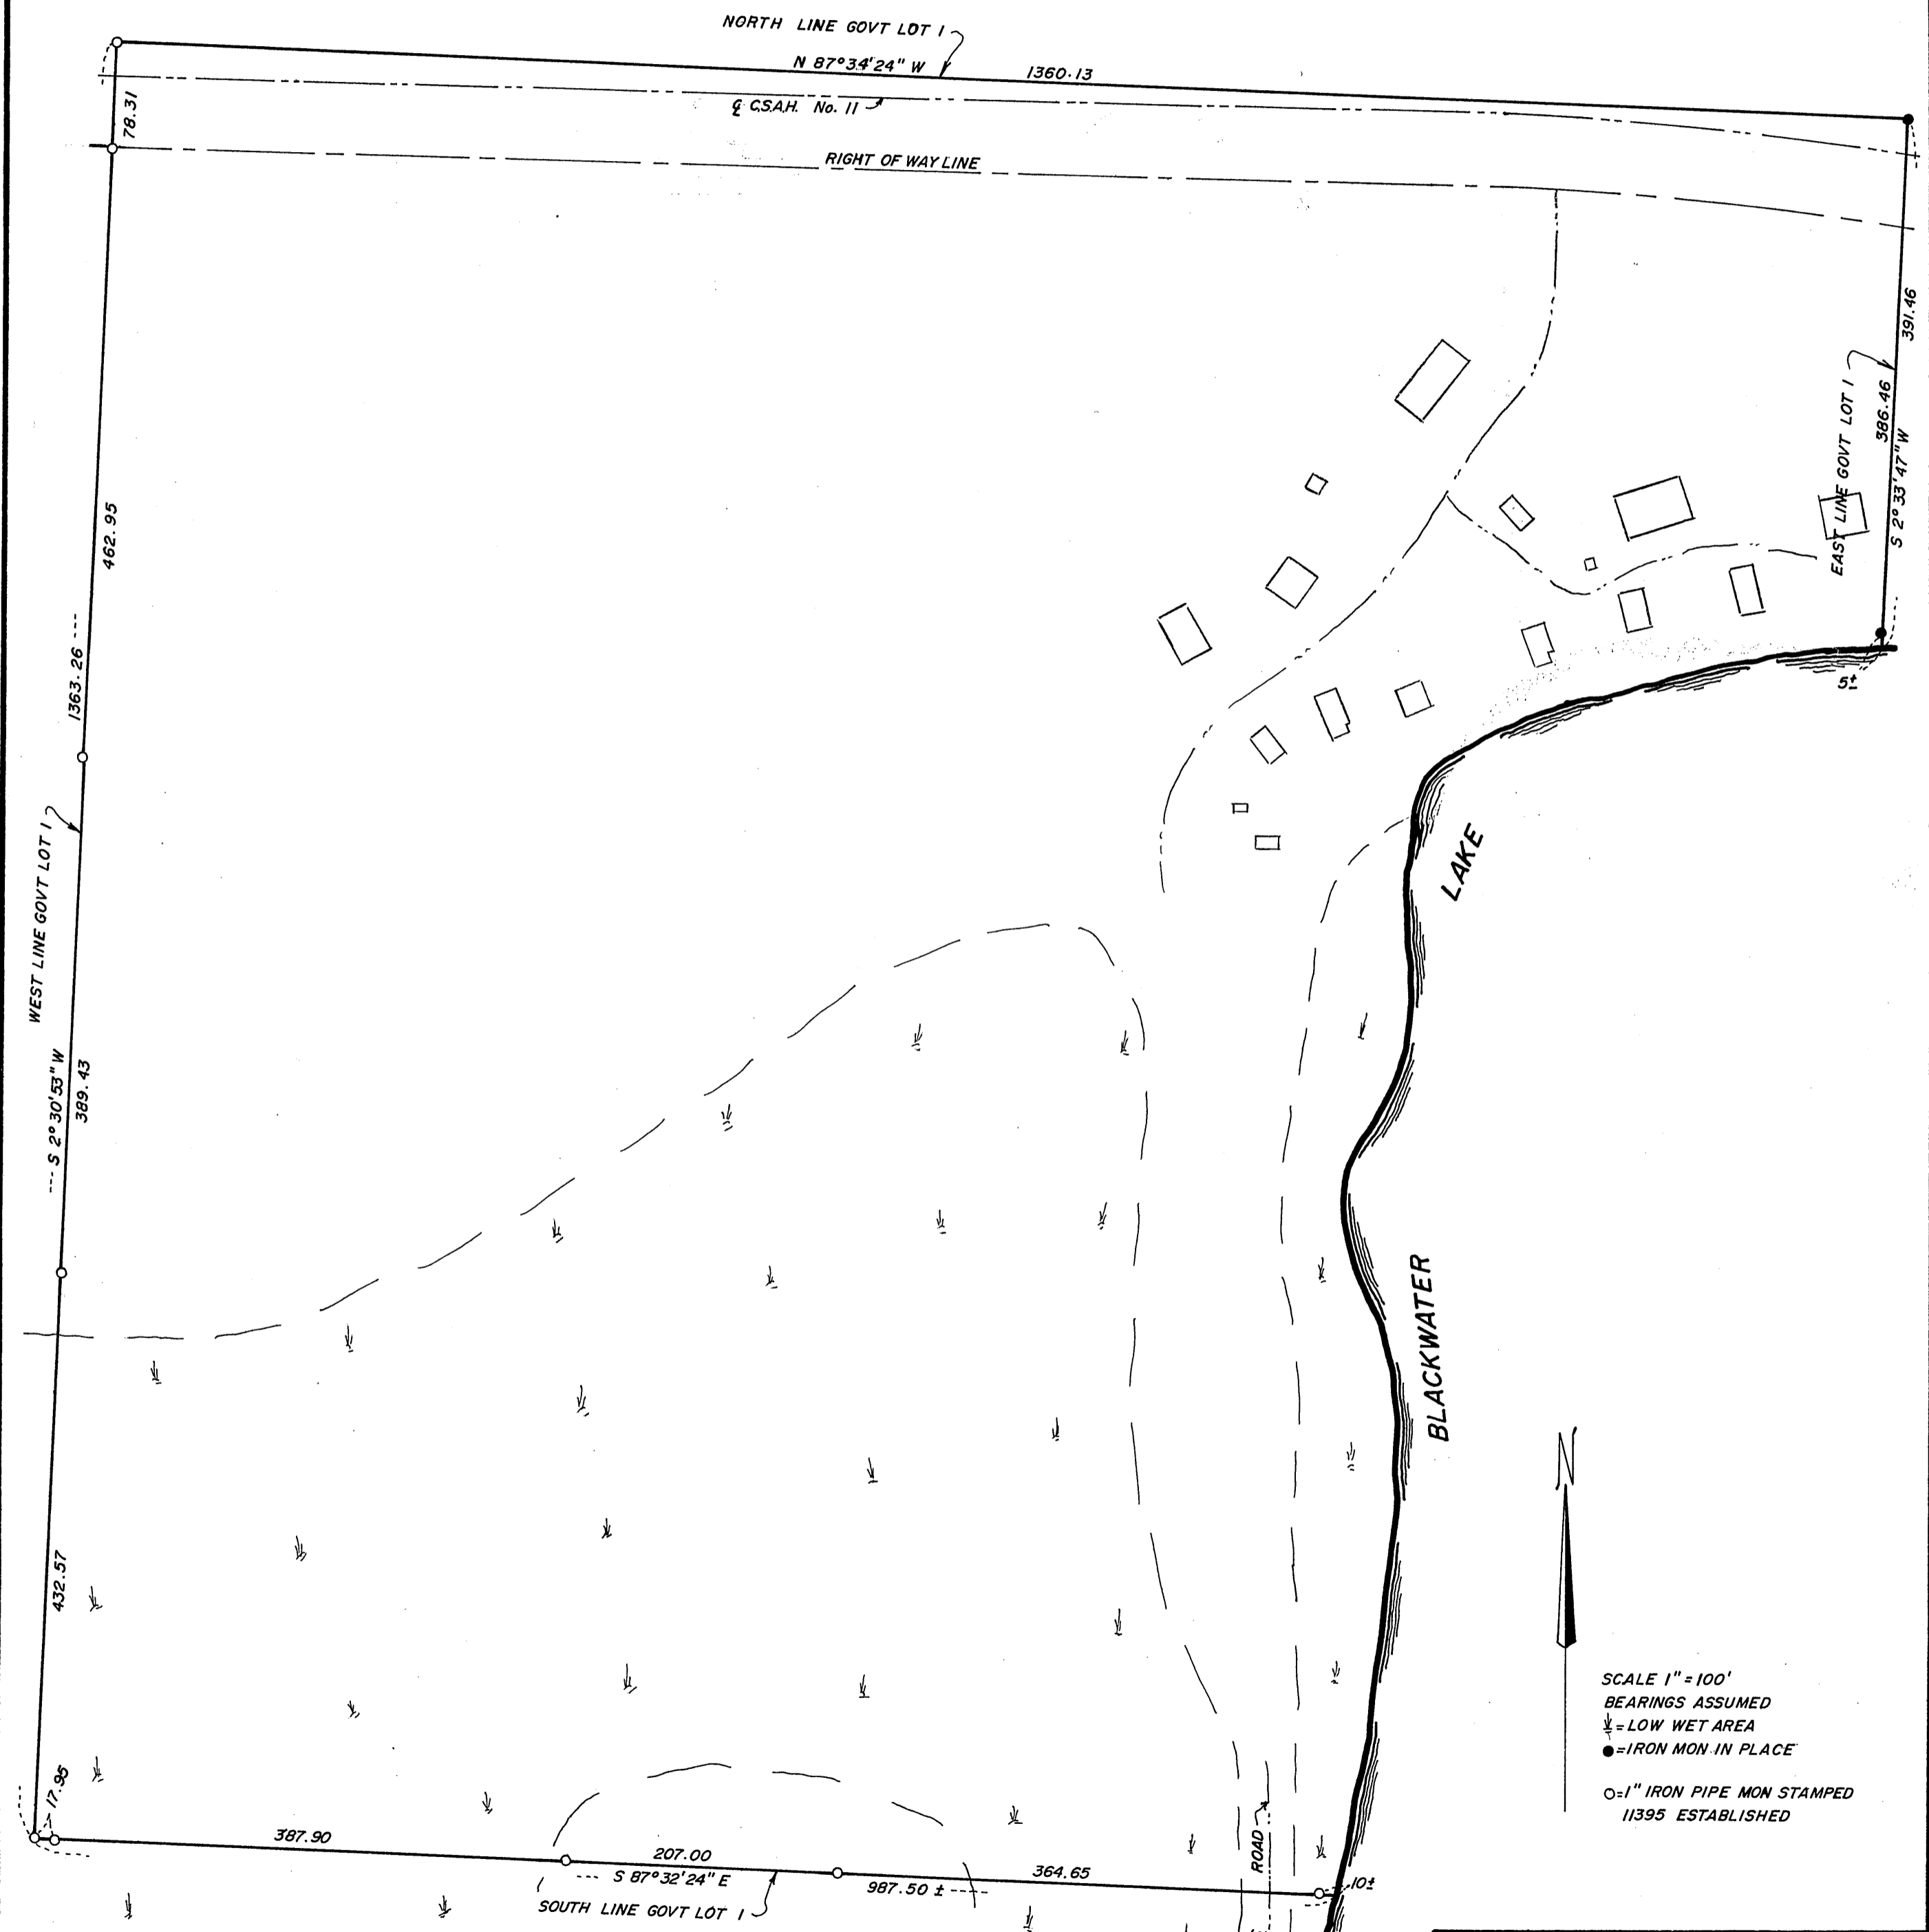 NORTH LINE GOVT LOT 1
N 87°34'24" W 1360.13
℄ C.S.A.H. No. 11
78.31
RIGHT OF WAY LINE
391.46
386.46
EAST LINE GOVT LOT 1
S 2°33'47" W
462.95
1363.26 ---
5±
WEST LINE GOVT LOT 1
LAKE
--- S 2°30'53" W
389.43
BLACKWATER
N
432.57
SCALE 1" = 100'
BEARINGS ASSUMED
= LOW WET AREA
● = IRON MON IN PLACE
○ = 1" IRON PIPE MON STAMPED
11395 ESTABLISHED
17.95
387.90
207.00
364.65
ROAD
--- S 87°32'24" E
987.50 ± ----
10±
SOUTH LINE GOVT LOT 1